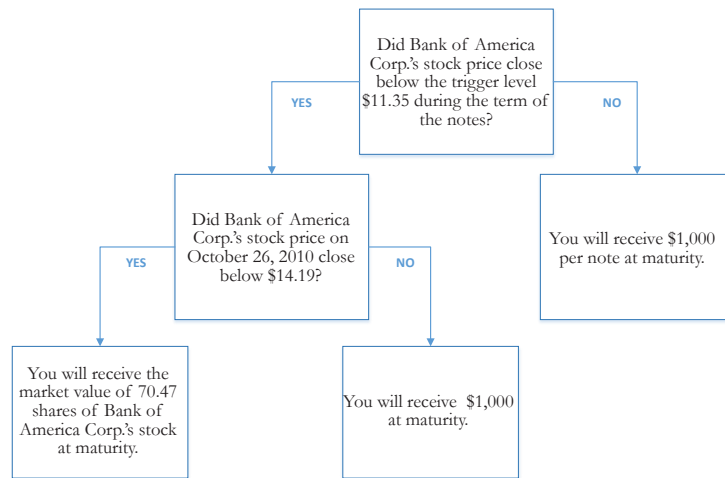 Did Bank of America
Corp.'s stock price close
below the trigger level
$11.35 during the term of
the notes?
YES
NO
Did Bank of America
Corp.'s stock price on
October 26, 2010 close
below $14.19?
You will receive $1,000
per note at maturity.
YES
NO
You will receive the
market value of 70.47
shares of Bank of
America Corp.'s stock
at maturity.
You will receive $1,000
at maturity.